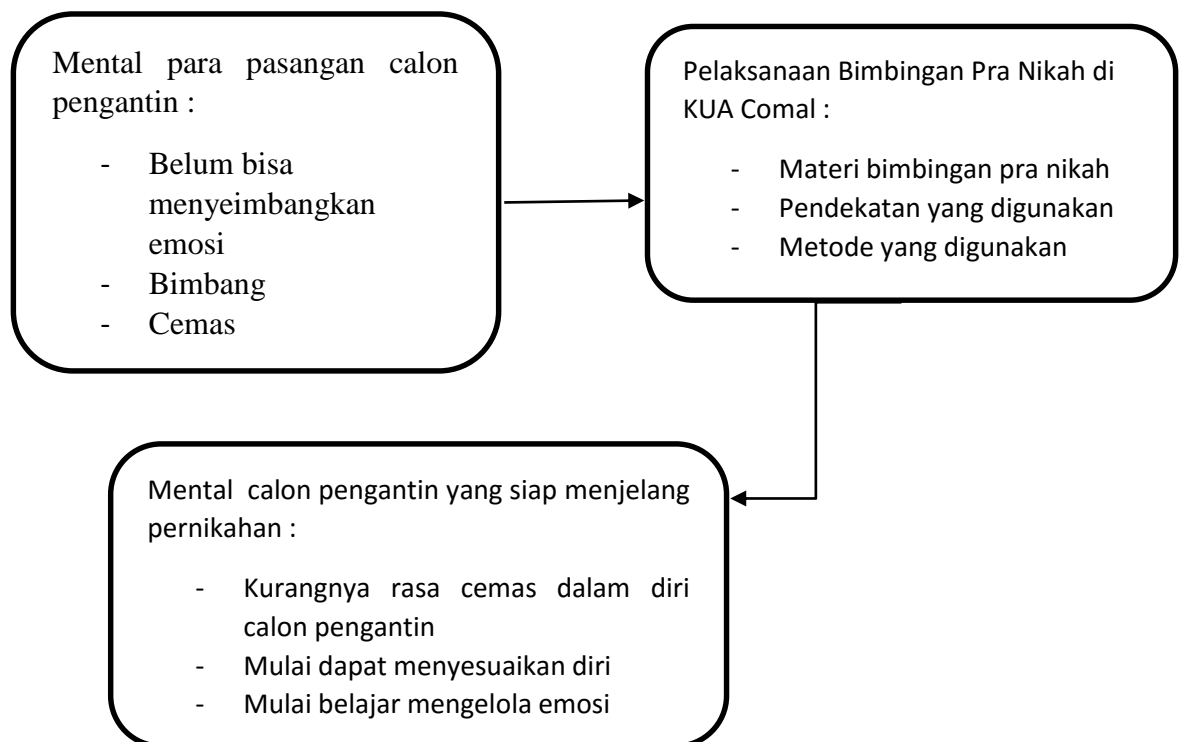 Mental para pasangan calon
pengantin :
- Belum bisa
menyeimbangkan
emosi
- Bimbang
- Cemas
Pelaksanaan Bimbingan Pra Nikah di
KUA Comal :
- Materi bimbingan pra nikah
- Pendekatan yang digunakan
- Metode yang digunakan
Mental calon pengantin yang siap menjelang
pernikahan :
- Kurangnya rasa cemas dalam diri
calon pengantin
- Mulai dapat menyesuaikan diri
- Mulai belajar mengelola emosi